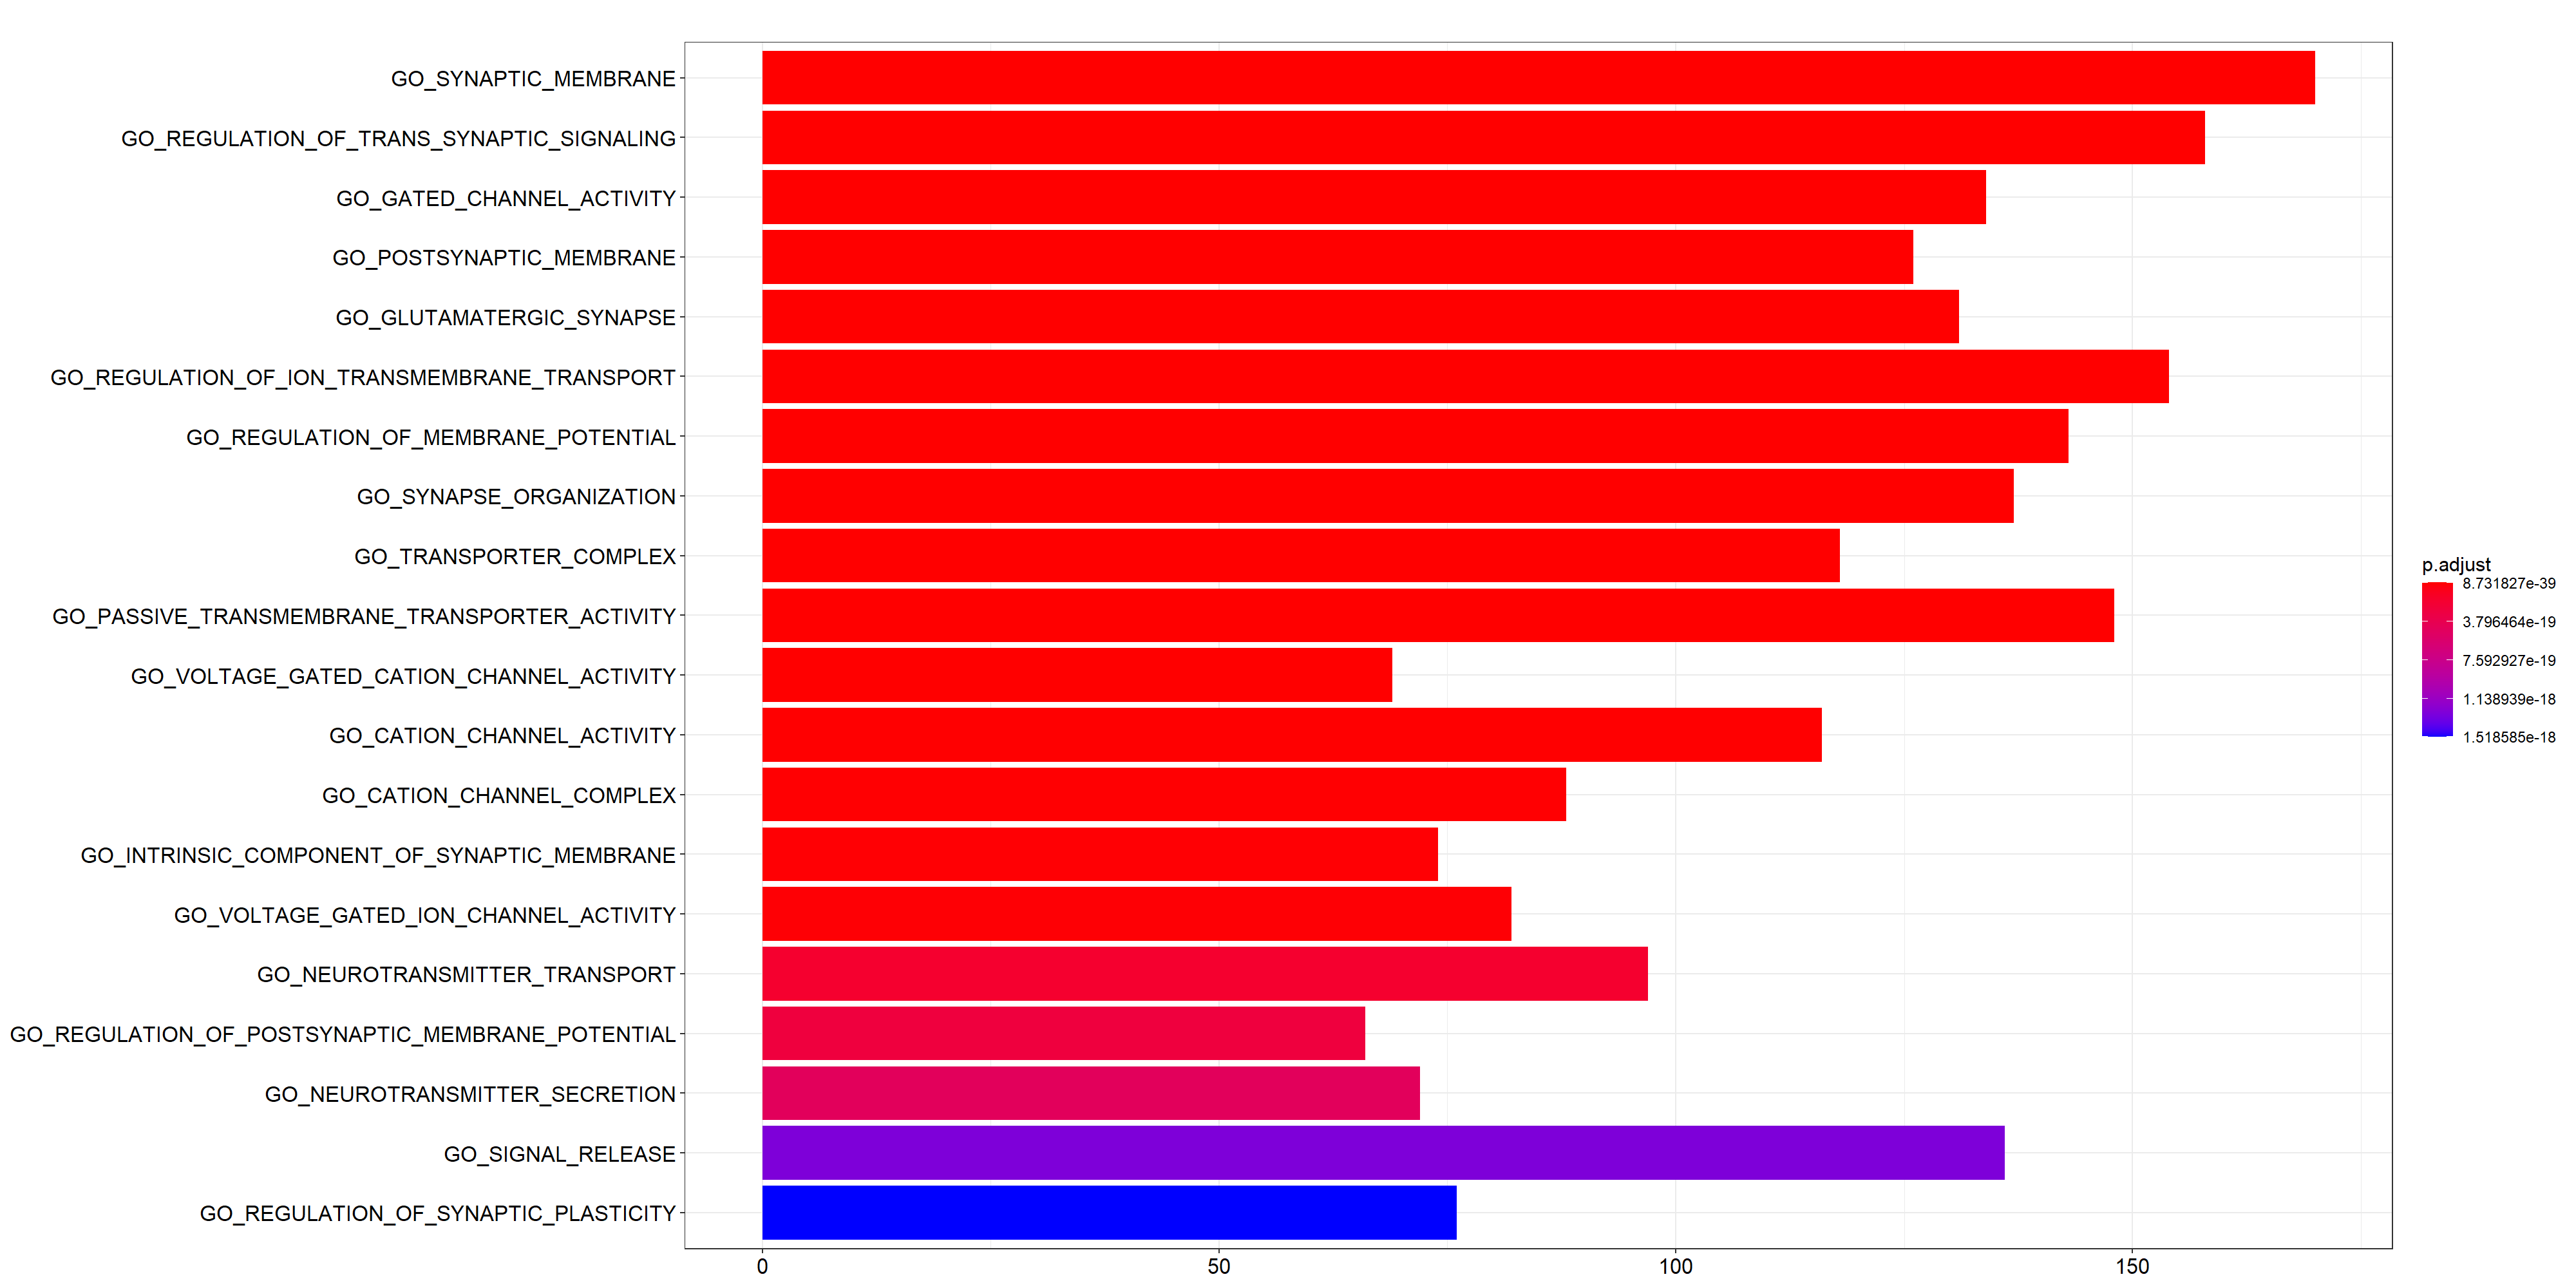 GO_SYNAPTIC_MEMBRANE
GO_REGULATION_OF_TRANS_SYNAPTIC_SIGNALING
GO_GATED_CHANNEL_ACTIVITY
GO_POSTSYNAPTIC_MEMBRANE
GO_GLUTAMATERGIC_SYNAPSE
GO_REGULATION_OF_ION_TRANSMEMBRANE_TRANSPORT
GO_REGULATION_OF_MEMBRANE_POTENTIAL
GO_SYNAPSE_ORGANIZATION
GO_TRANSPORTER_COMPLEX
GO_PASSIVE_TRANSMEMBRANE_TRANSPORTER_ACTIVITY
GO_VOLTAGE_GATED_CATION_CHANNEL_ACTIVITY
GO_CATION_CHANNEL_ACTIVITY
GO_CATION_CHANNEL_COMPLEX
GO_INTRINSIC_COMPONENT_OF_SYNAPTIC_MEMBRANE
GO_VOLTAGE_GATED_ION_CHANNEL_ACTIVITY
GO_NEUROTRANSMITTER_TRANSPORT
GO_REGULATION_OF_POSTSYNAPTIC_MEMBRANE_POTENTIAL
GO_NEUROTRANSMITTER_SECRETION
GO_SIGNAL_RELEASE
GO_REGULATION_OF_SYNAPTIC_PLASTICITY
0 50 100 150
p.adjust
8.731827e-39
3.796464e-19
7.592927e-19
1.138939e-18
1.518585e-18